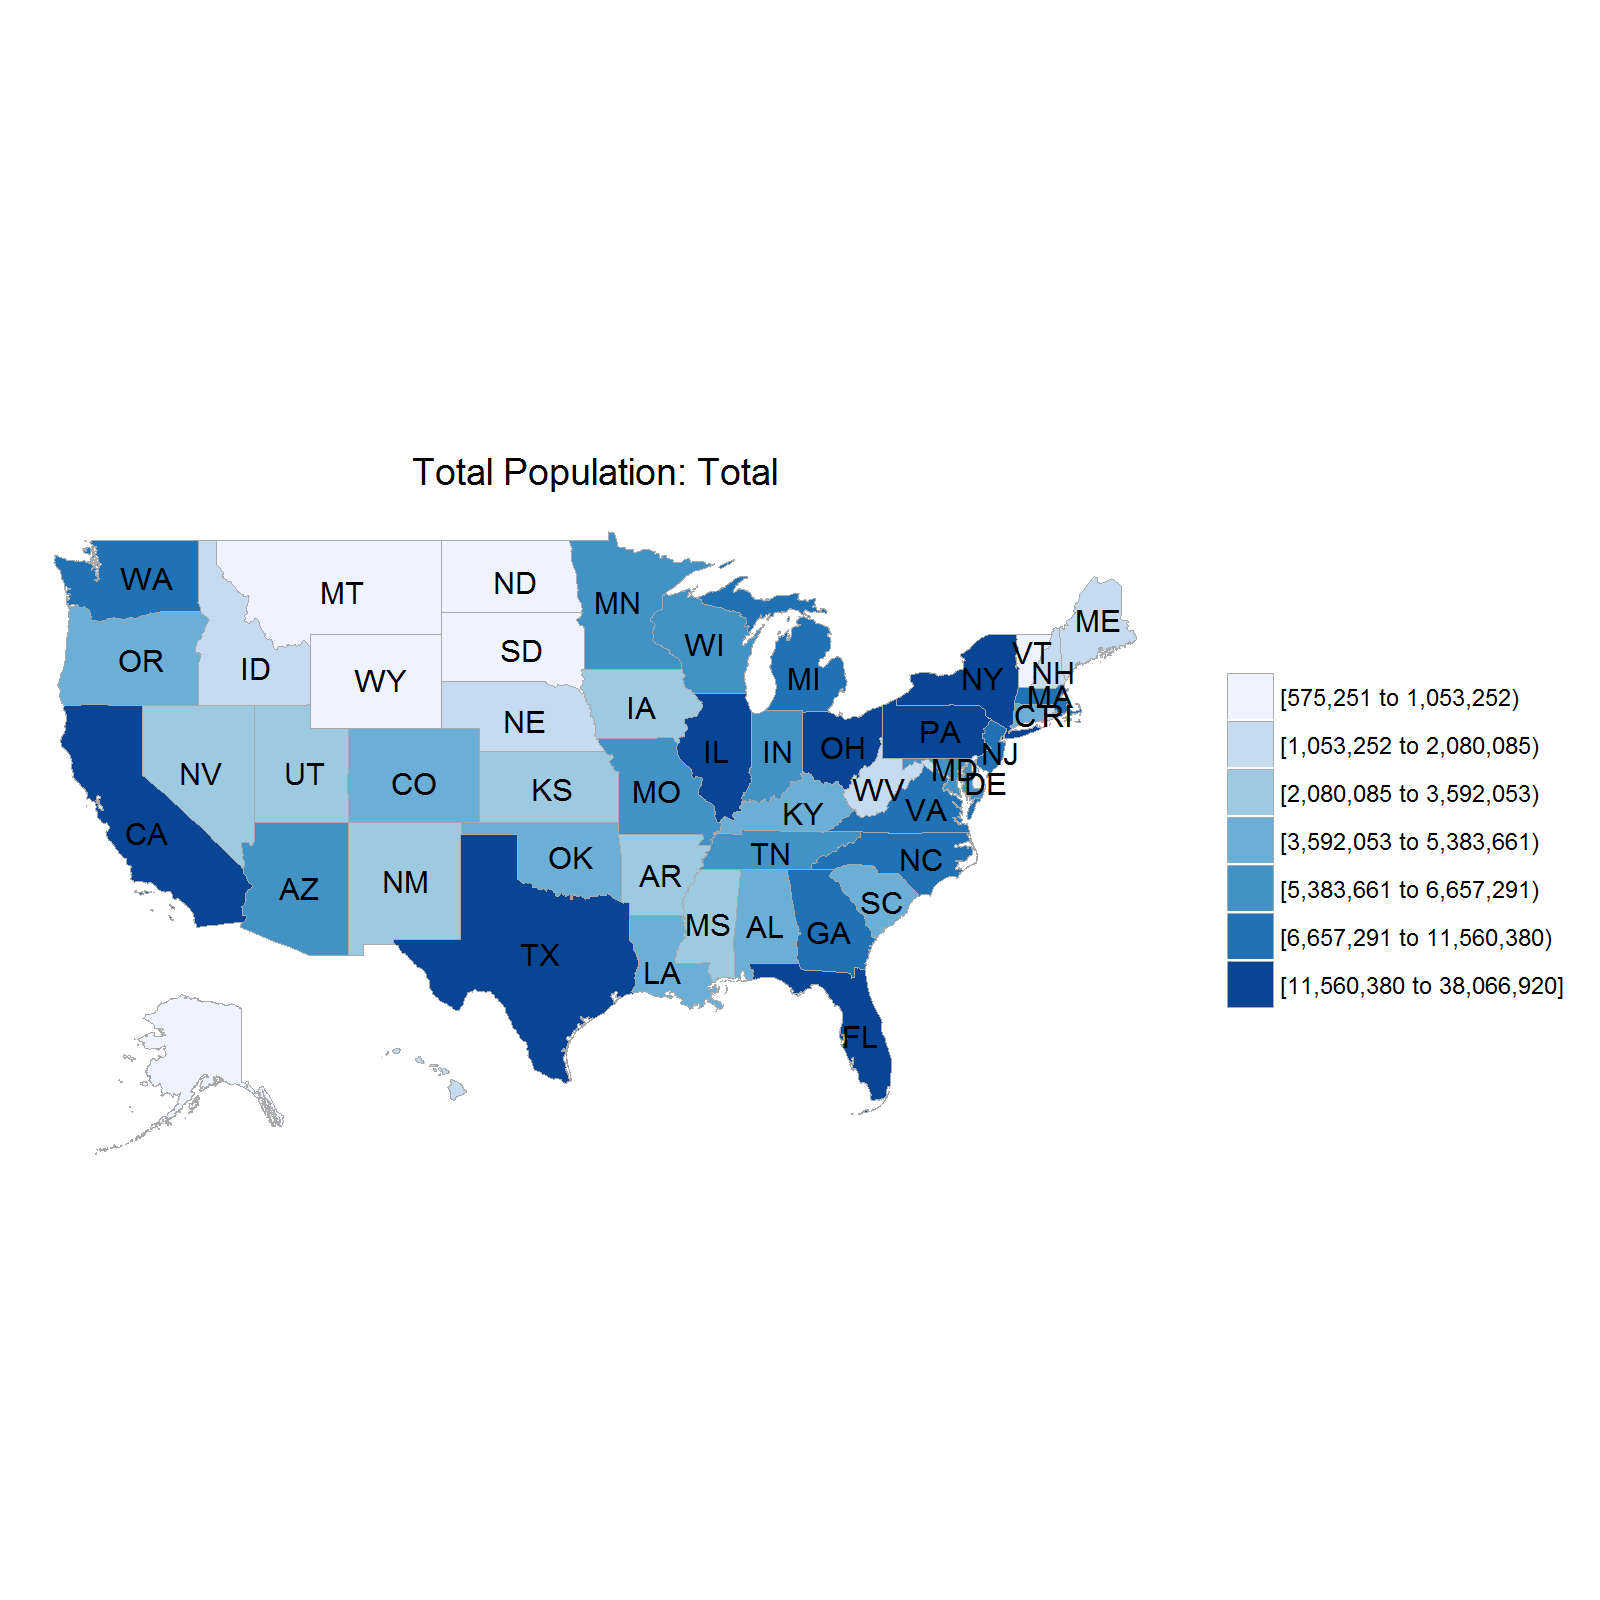 Total Population: Total
WA
MT
ND
MN
ME
OR
ID
SD
WI
VT
NH
WY
MI
NY
MA
NE
IA
CT
RI
NV
UT
CO
KS
MO
IL
IN
OH
PA
NJ
MD
DE
WV
VA
KY
CA
AZ
NM
OK
AR
TN
NC
SC
TX
LA
MS
AL
GA
FL
[575,251 to 1,053,252)
[1,053,252 to 2,080,085)
[2,080,085 to 3,592,053)
[3,592,053 to 5,383,661)
[5,383,661 to 6,657,291)
[6,657,291 to 11,560,380)
[11,560,380 to 38,066,920]